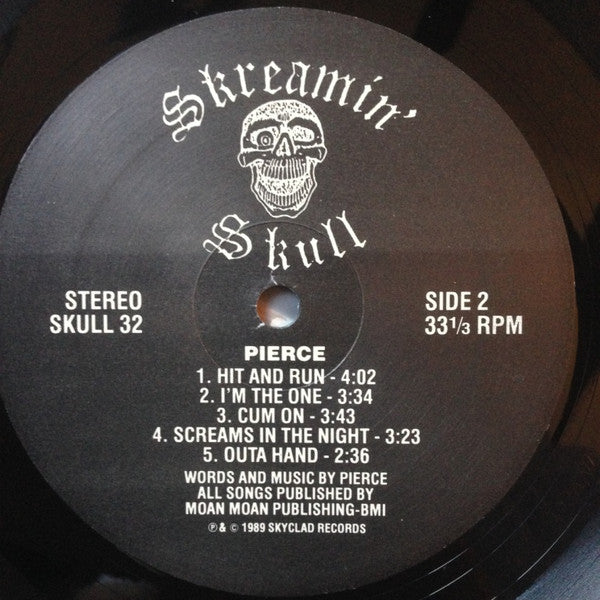 Skreamin'
Skull
STEREO
SKULL 32
SIDE 2
33 1/3 RPM
PIERCE
1. HIT AND RUN - 4:02
2. I'M THE ONE - 3:34
3. CUM ON - 3:43
4. SCREAMS IN THE NIGHT - 3:23
5. OUTA HAND - 2:36
WORDS AND MUSIC BY PIERCE
ALL SONGS PUBLISHED BY
MOAN MOAN PUBLISHING-BMI
℗ & © 1989 SKYCLAD RECORDS